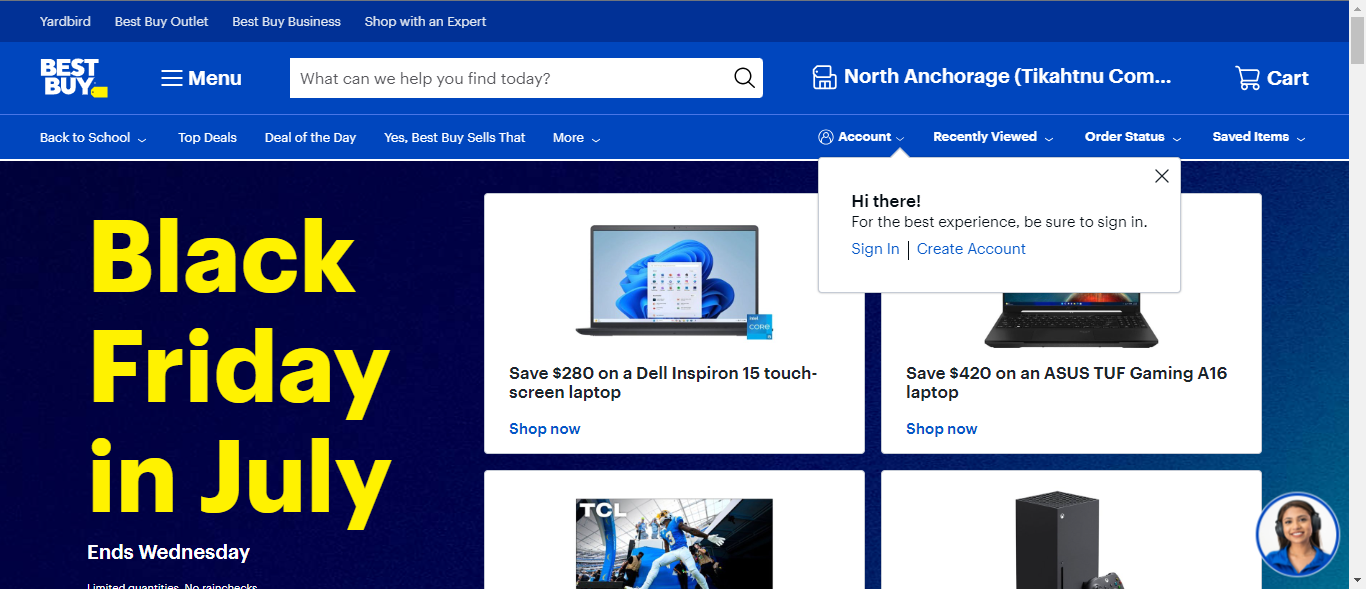 Yardbird Best Buy Outlet Best Buy Business Shop with an Expert
BEST BUY
Menu
What can we help you find today?
North Anchorage (Tikahtnu Com...
Cart
Back to School Top Deals Deal of the Day Yes, Best Buy Sells That More
Account Recently Viewed Order Status Saved Items
Hi there!
For the best experience, be sure to sign in.
Sign In | Create Account
Black
Friday
in July
Ends Wednesday
Limited quantities. No rainchecks.
intel
CORE
Save $280 on a Dell Inspiron 15 touch-
screen laptop
Shop now
Save $420 on an ASUS TUF Gaming A16
laptop
Shop now
TCL